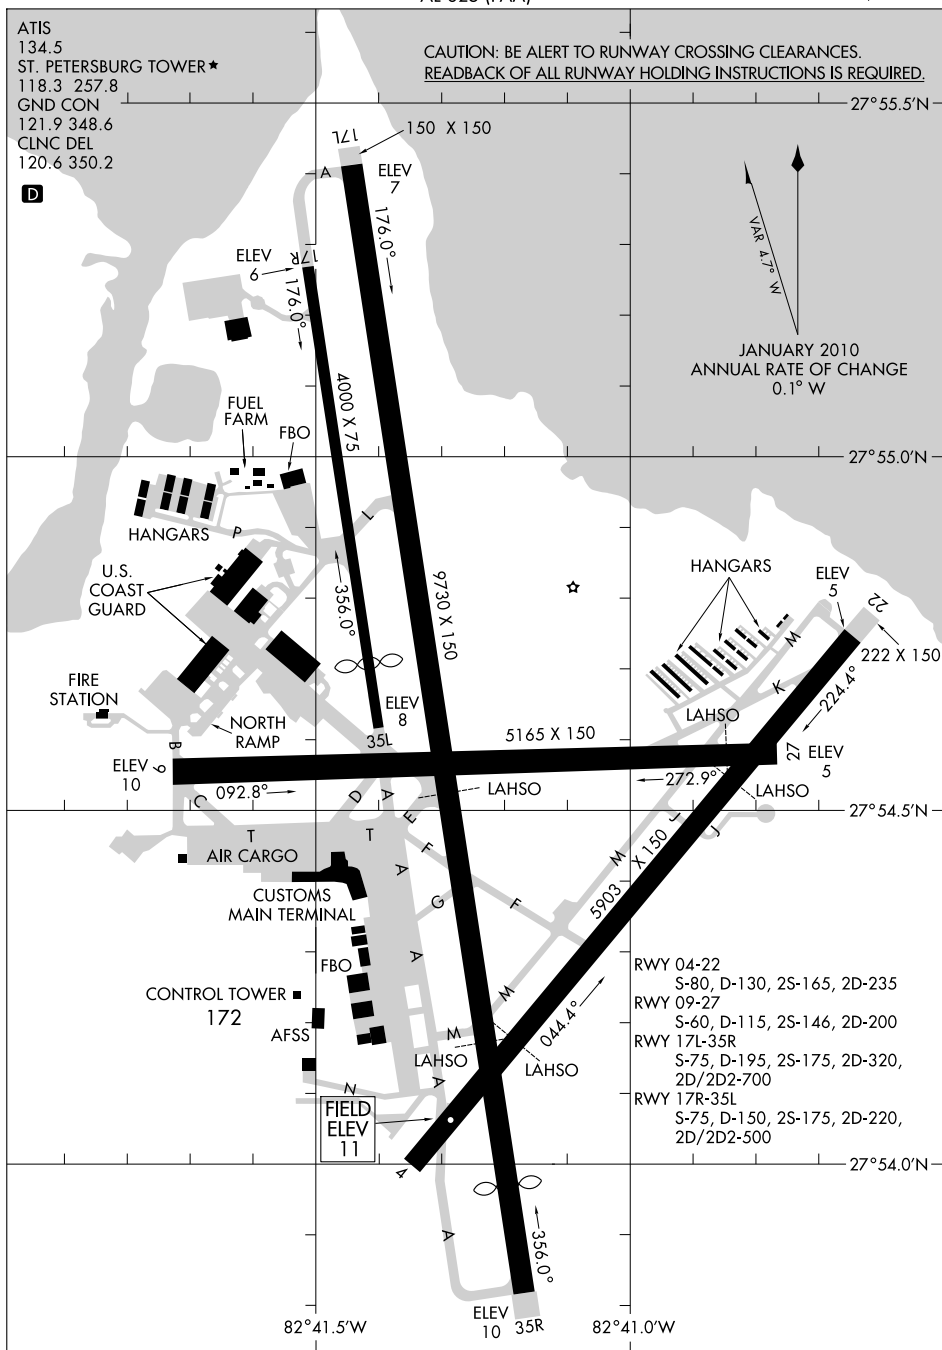 AL-523 (FAA)
ATIS
134.5
ST. PETERSBURG TOWER★
118.3 257.8
GND CON
121.9 348.6
CLNC DEL
120.6 350.2
D
CAUTION: BE ALERT TO RUNWAY CROSSING CLEARANCES.
READBACK OF ALL RUNWAY HOLDING INSTRUCTIONS IS REQUIRED.
27°55.5'N
17L
150 X 150
A
ELEV
7
176.0°
VAR 4.7° W
JANUARY 2010
ANNUAL RATE OF CHANGE
0.1° W
ELEV
6
17R
176.0°
4000 X 75
FUEL
FARM
FBO
27°55.0'N
HANGARS
P
L
U.S.
COAST
GUARD
356.0°
9730 X 150
HANGARS
ELEV
5
22
222 X 150
M
K
224.4°
FIRE
STATION
NORTH
RAMP
ELEV
8
35L
LAHSO
5165 X 150
B
9
ELEV
10
092.8°
272.9°
27
ELEV
5
LAHSO
LAHSO
27°54.5'N
C
D
A
E
T
T
F
J
J
AIR CARGO
A
M
5903 X 150
CUSTOMS
MAIN TERMINAL
G
F
A
FBO
RWY 04-22
S-80, D-130, 2S-165, 2D-235
RWY 09-27
S-60, D-115, 2S-146, 2D-200
RWY 17L-35R
S-75, D-195, 2S-175, 2D-320,
2D/2D2-700
RWY 17R-35L
S-75, D-150, 2S-175, 2D-220,
2D/2D2-500
CONTROL TOWER
172
AFSS
M
M
044.4°
LAHSO
LAHSO
A
N
FIELD
ELEV
11
4
27°54.0'N
A
356.0°
ELEV
10
35R
82°41.5'W
82°41.0'W